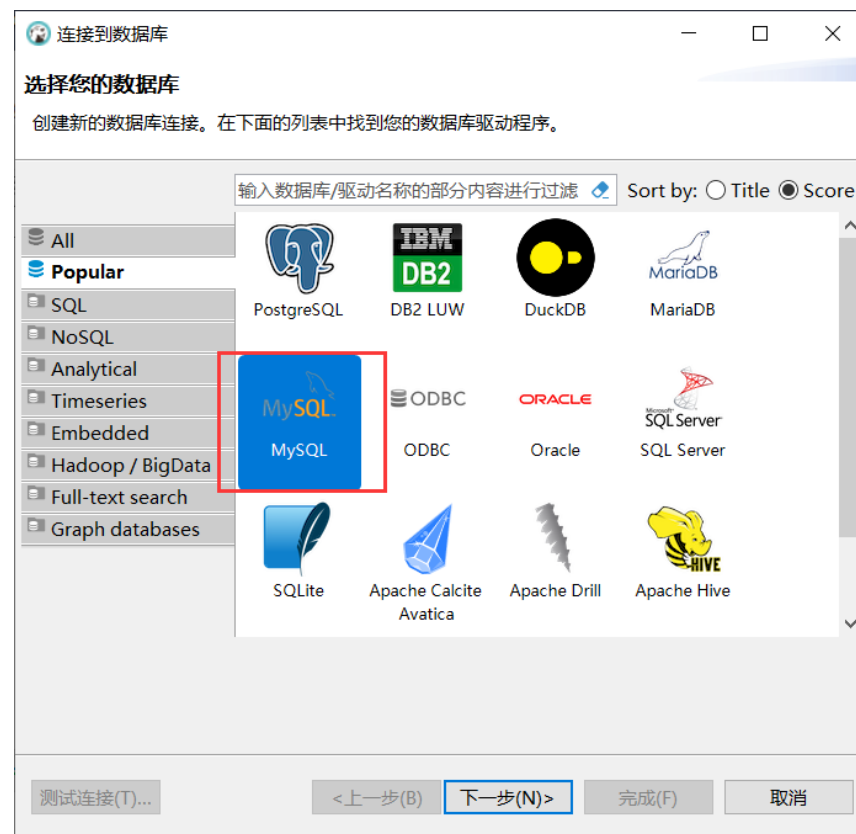 连接到数据库
选择您的数据库
创建新的数据库连接。在下面的列表中找到您的数据库驱动程序。
输入数据库/驱动名称的部分内容进行过滤 Sort by: Title Score
All
Popular
SQL
NoSQL
Analytical
Timeseries
Embedded
Hadoop / BigData
Full-text search
Graph databases
IBM
DB2
MariaDB
PostgreSQL DB2 LUW DuckDB MariaDB
MySQL ODBC ORACLE Microsoft SQL Server
MySQL ODBC Oracle SQL Server
HIVE
SQLite Apache Calcite Avatica Apache Drill Apache Hive
测试连接(T)... <上一步(B) 下一步(N)> 完成(F) 取消